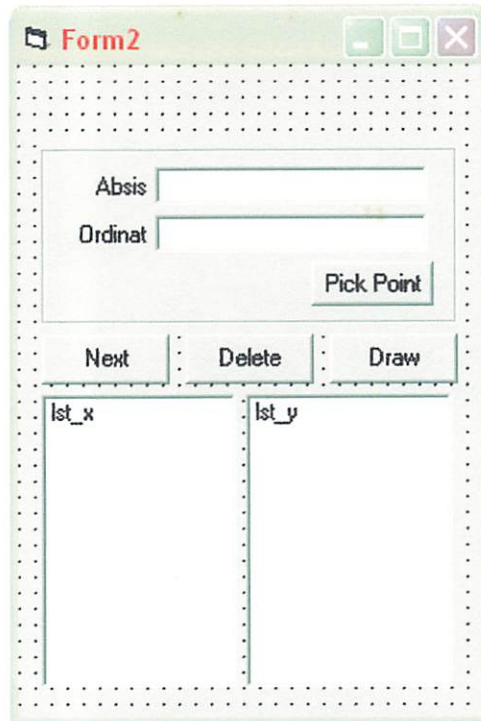 Form2
Absis
Ordinat
Pick Point
Next Delete Draw
lst_x lst_y